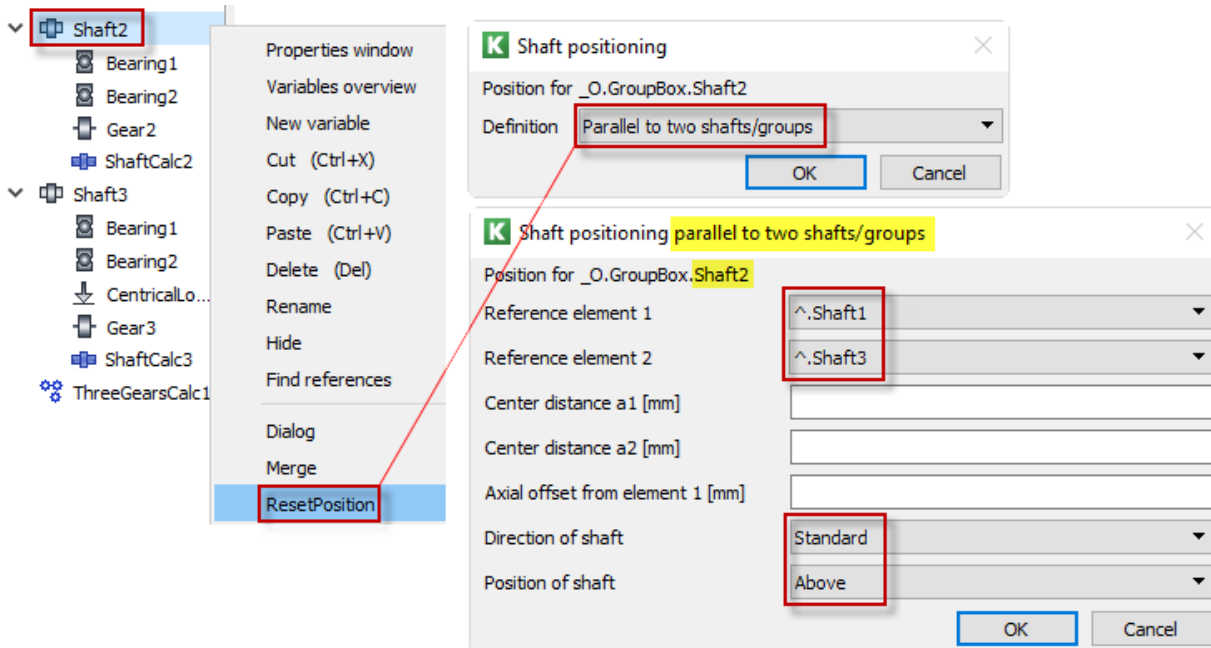 Shaft2
Bearing1
Bearing2
Gear2
ShaftCalc2
Shaft3
Bearing1
Bearing2
CentricalLo...
Gear3
ShaftCalc3
ThreeGearsCalc1
Properties window
Variables overview
New variable
Cut (Ctrl+X)
Copy (Ctrl+C)
Paste (Ctrl+V)
Delete (Del)
Rename
Hide
Find references
Dialog
Merge
ResetPosition
K Shaft positioning
Position for _O.GroupBox.Shaft2
Definition Parallel to two shafts/groups
OK Cancel
K Shaft positioning parallel to two shafts/groups
Position for _O.GroupBox.Shaft2
Reference element 1 ^.Shaft1
Reference element 2 ^.Shaft3
Center distance a1 [mm]
Center distance a2 [mm]
Axial offset from element 1 [mm]
Direction of shaft Standard
Position of shaft Above
OK Cancel